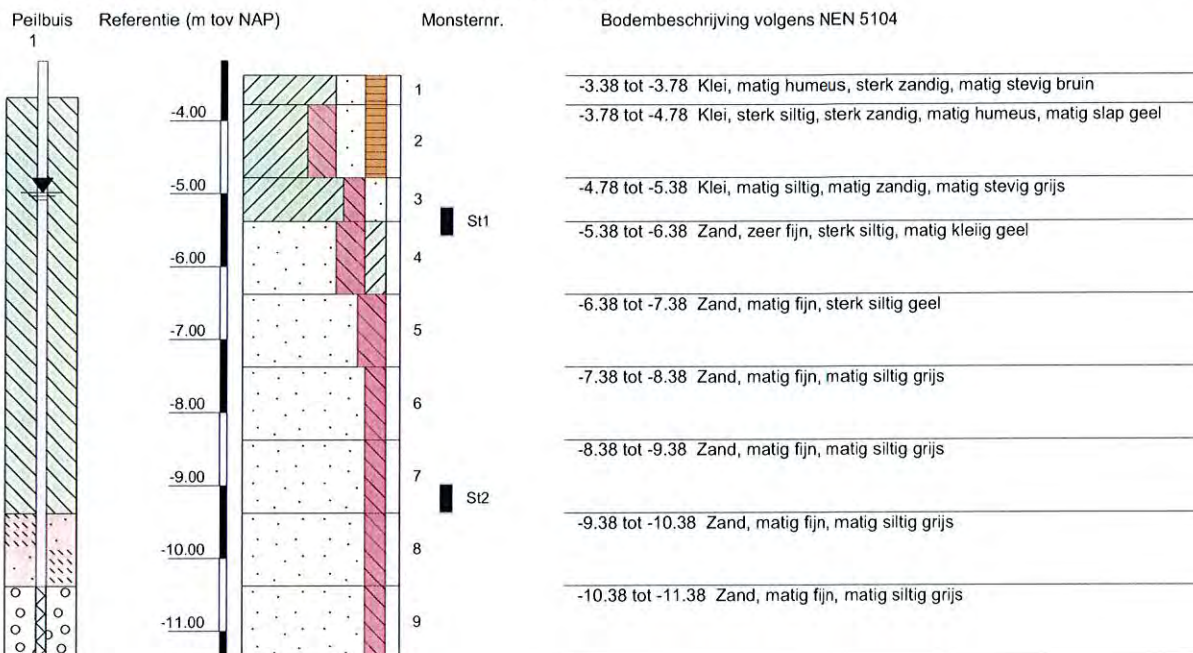 Peilbuis Referentie (m tov NAP) Monsternr. Bodembeschrijving volgens NEN 5104
1
1 -3.38 tot -3.78 Klei, matig humeus, sterk zandig, matig stevig bruin
-4.00
2 -3.78 tot -4.78 Klei, sterk siltig, sterk zandig, matig humeus, matig slap geel
-5.00
3 -4.78 tot -5.38 Klei, matig siltig, matig zandig, matig stevig grijs
St1
4 -5.38 tot -6.38 Zand, zeer fijn, sterk siltig, matig kleiig geel
-6.00
5 -6.38 tot -7.38 Zand, matig fijn, sterk siltig geel
-7.00
6 -7.38 tot -8.38 Zand, matig fijn, matig siltig grijs
-8.00
7 -8.38 tot -9.38 Zand, matig fijn, matig siltig grijs
-9.00
St2
8 -9.38 tot -10.38 Zand, matig fijn, matig siltig grijs
-10.00
9 -10.38 tot -11.38 Zand, matig fijn, matig siltig grijs
-11.00